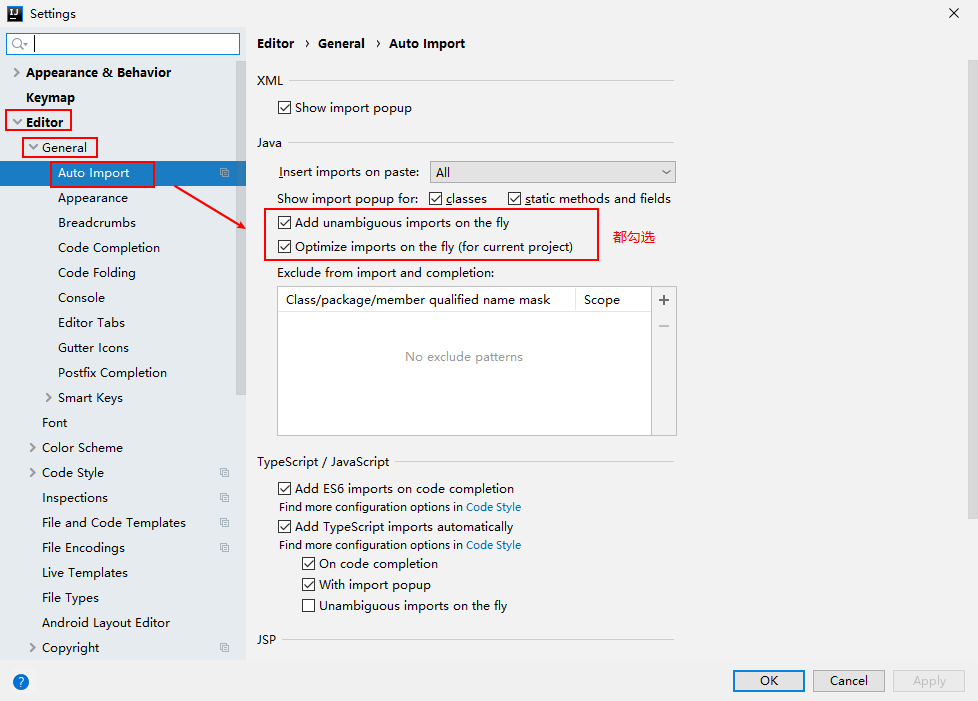 Settings
Appearance & Behavior
Keymap
Editor
General
Auto Import
Appearance
Breadcrumbs
Code Completion
Code Folding
Console
Editor Tabs
Gutter Icons
Postfix Completion
Smart Keys
Font
Color Scheme
Code Style
Inspections
File and Code Templates
File Encodings
Live Templates
File Types
Android Layout Editor
Copyright
Editor › General › Auto Import
XML
Show import popup
Java
Insert imports on paste: All
Show import popup for: classes static methods and fields
Add unambiguous imports on the fly
Optimize imports on the fly (for current project)
都勾选
Exclude from import and completion:
Class/package/member qualified name mask Scope
No exclude patterns
TypeScript / JavaScript
Add ES6 imports on code completion
Find more configuration options in Code Style
Add TypeScript imports automatically
Find more configuration options in Code Style
On code completion
With import popup
Unambiguous imports on the fly
JSP
OK Cancel Apply